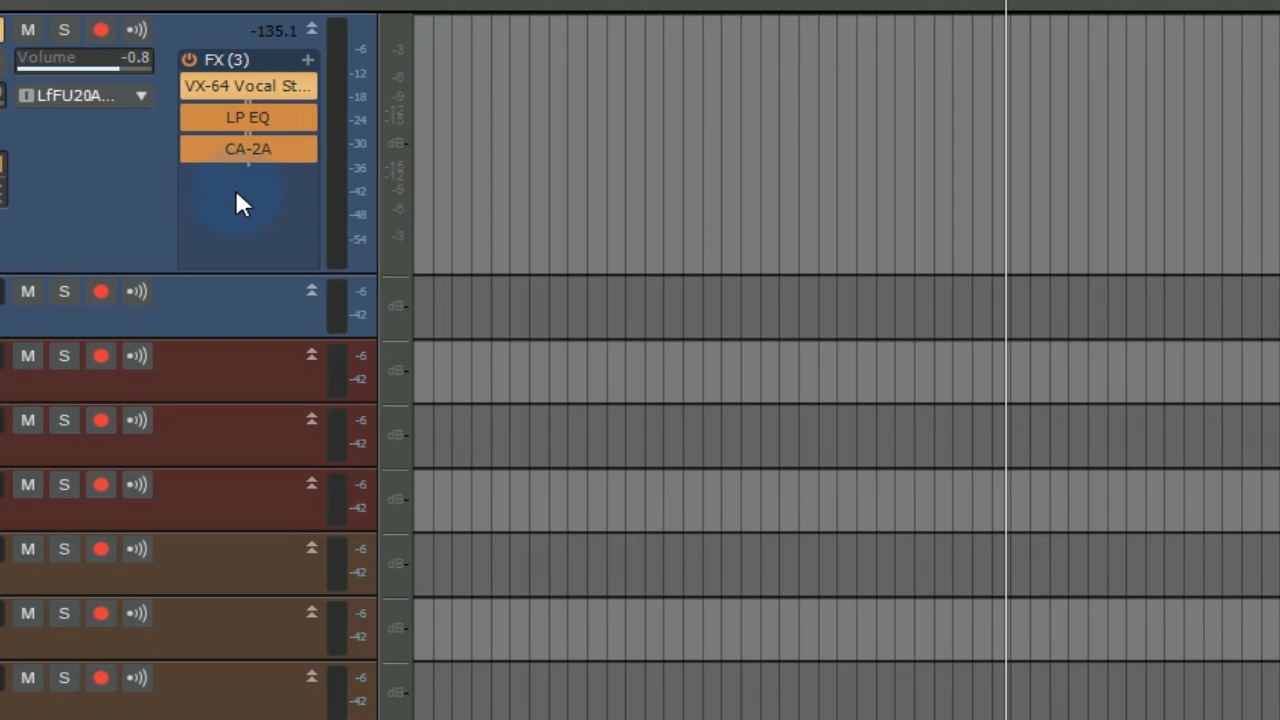 M S -135.1
Volume -0.8
FX (3) +
LfFU20A...
VX-64 Vocal St...
LP EQ
CA-2A
-6
-12
-18
-24
-30
-36
-42
-48
-54
-3
-6
-9
-12
-15
dB-
-15
-12
-9
-6
-3
M S -6
-42
dB-
M S -6
-42
dB-
M S -6
-42
dB-
M S -6
-42
dB-
M S -6
-42
dB-
M S -6
-42
dB-
M S -6
-42
dB-